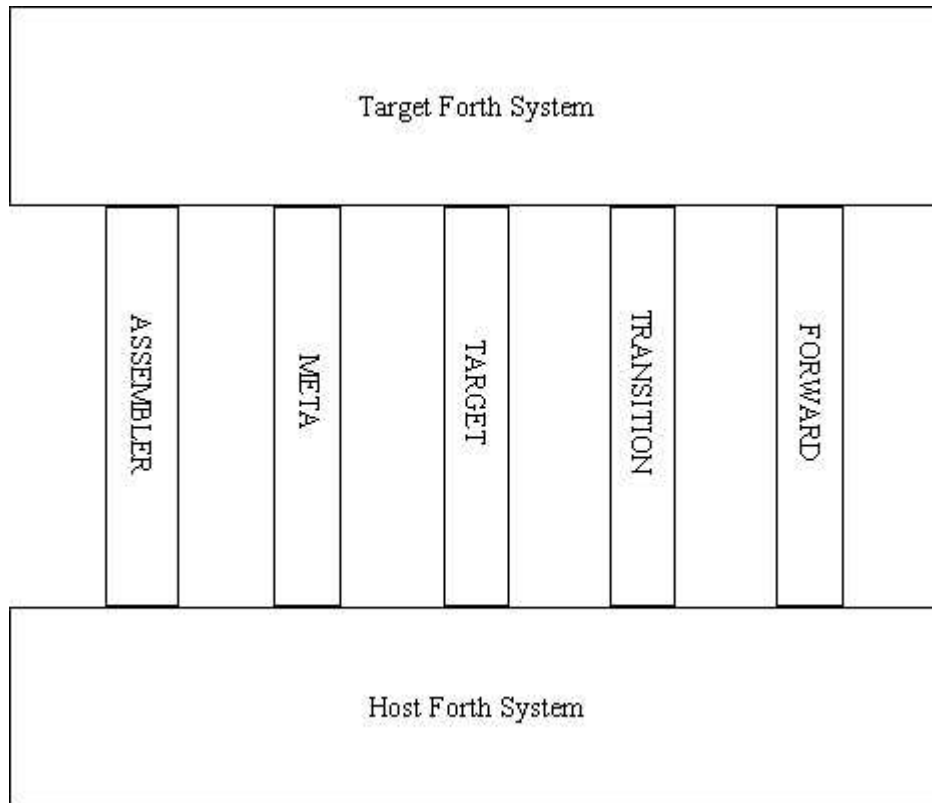 Target Forth System
ASSEMBLER
META
TARGET
TRANSITION
FORWARD
Host Forth System